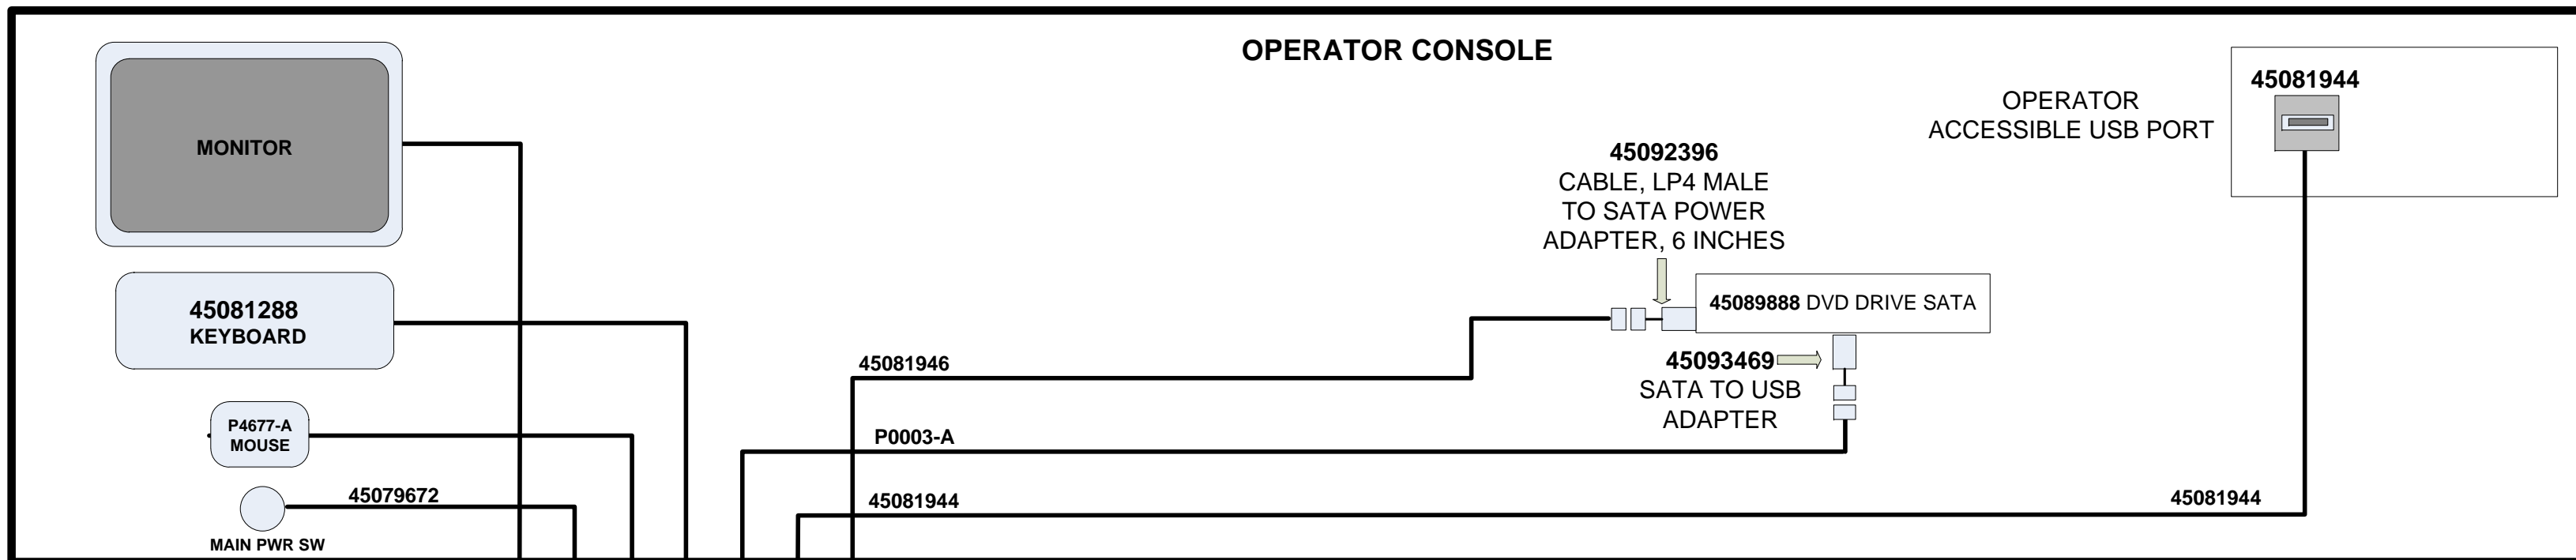 OPERATOR CONSOLE
MONITOR
45081288
KEYBOARD
P4677-A
MOUSE
45079672
MAIN PWR SW
45081946
P0003-A
45081944
45092396
CABLE, LP4 MALE
TO SATA POWER
ADAPTER, 6 INCHES
45089888 DVD DRIVE SATA
45093469
SATA TO USB
ADAPTER
OPERATOR
ACCESSIBLE USB PORT
45081944
45081944